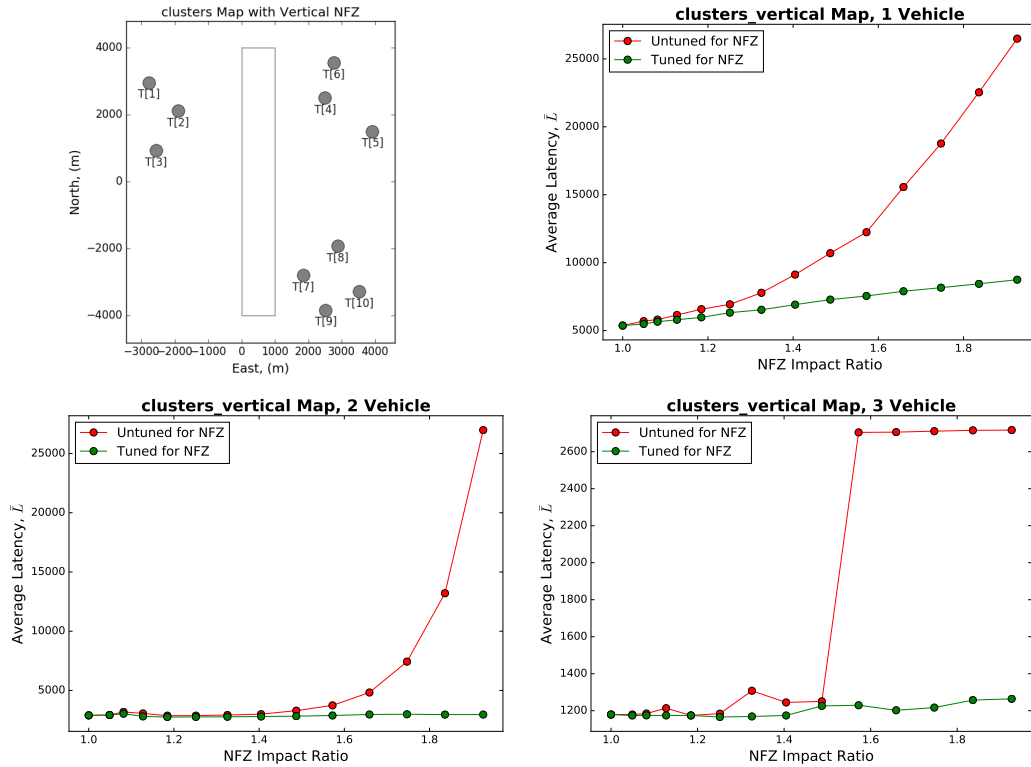 clusters Map with Vertical NFZ
4000
2000
0
−2000
−4000
North, (m)
T[1]
T[2]
T[3]
T[6]
T[4]
T[5]
T[8]
T[7]
T[10]
T[9]
−3000 −2000 −1000 0 1000 2000 3000 4000
East, (m)
clusters_vertical Map, 1 Vehicle
Untuned for NFZ
Tuned for NFZ
25000
20000
15000
10000
5000
Average Latency, L̄
1.0 1.2 1.4 1.6 1.8
NFZ Impact Ratio
clusters_vertical Map, 2 Vehicle
Untuned for NFZ
Tuned for NFZ
25000
20000
15000
10000
5000
Average Latency, L̄
1.0 1.2 1.4 1.6 1.8
NFZ Impact Ratio
clusters_vertical Map, 3 Vehicle
Untuned for NFZ
Tuned for NFZ
2600
2400
2200
2000
1800
1600
1400
1200
Average Latency, L̄
1.0 1.2 1.4 1.6 1.8
NFZ Impact Ratio